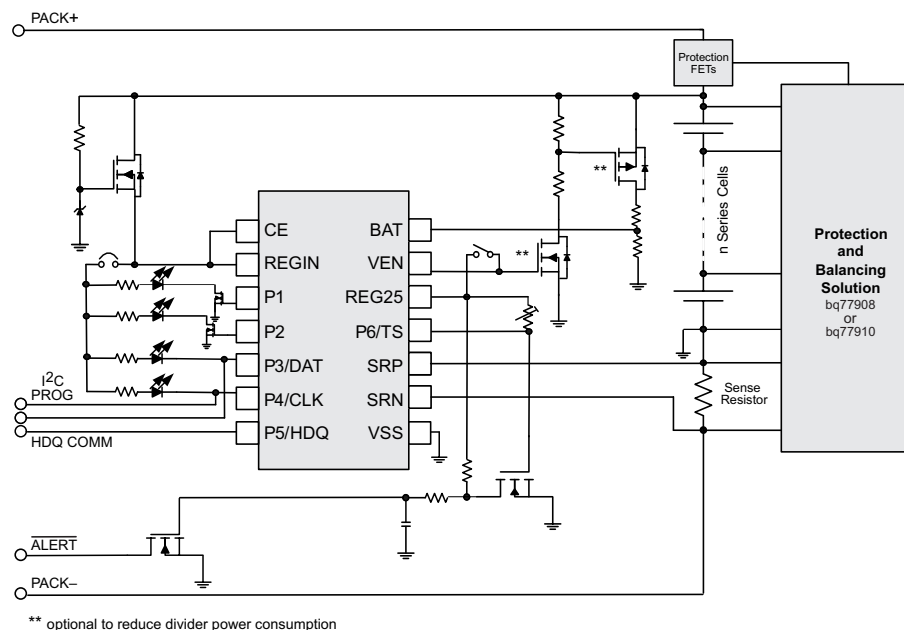 PACK+
Protection
FETs
**
n Series Cells
CE
BAT
REGIN
VEN
**
P1
REG25
P2
P6/TS
P3/DAT
SRP
P4/CLK
SRN
P5/HDQ
VSS
Protection
and
Balancing
Solution
bq77908
or
bq77910
I2C
PROG
HDQ COMM
Sense
Resistor
ALERT
PACK–
** optional to reduce divider power consumption